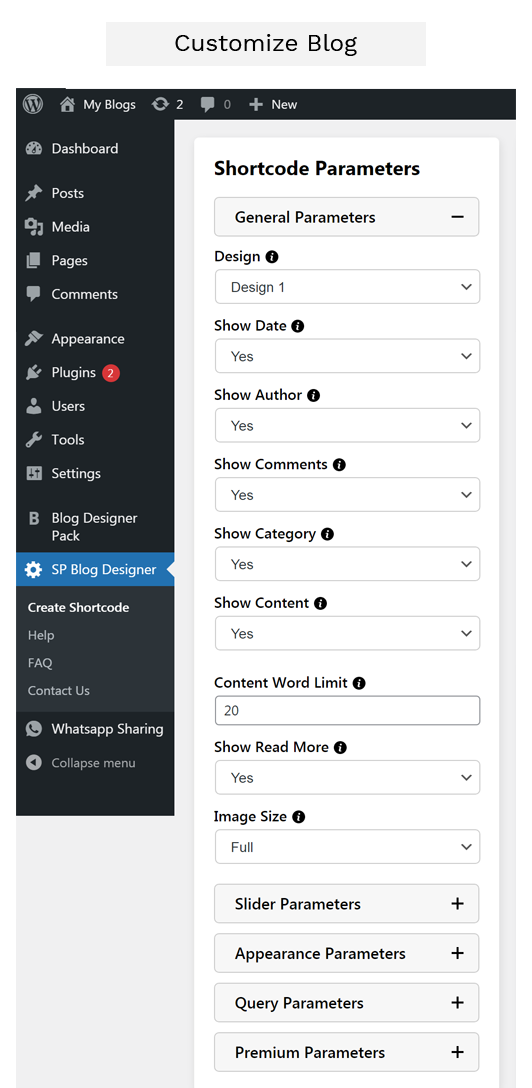 Customize Blog
My Blogs 2 0 New
Dashboard
Posts
Media
Pages
Comments
Appearance
Plugins 2
Users
Tools
Settings
B Blog Designer
Pack
SP Blog Designer
Create Shortcode
Help
FAQ
Contact Us
Whatsapp Sharing
Collapse menu
Shortcode Parameters
General Parameters
Design
Design 1
Show Date
Yes
Show Author
Yes
Show Comments
Yes
Show Category
Yes
Show Content
Yes
Content Word Limit
20
Show Read More
Yes
Image Size
Full
Slider Parameters
Appearance Parameters
Query Parameters
Premium Parameters